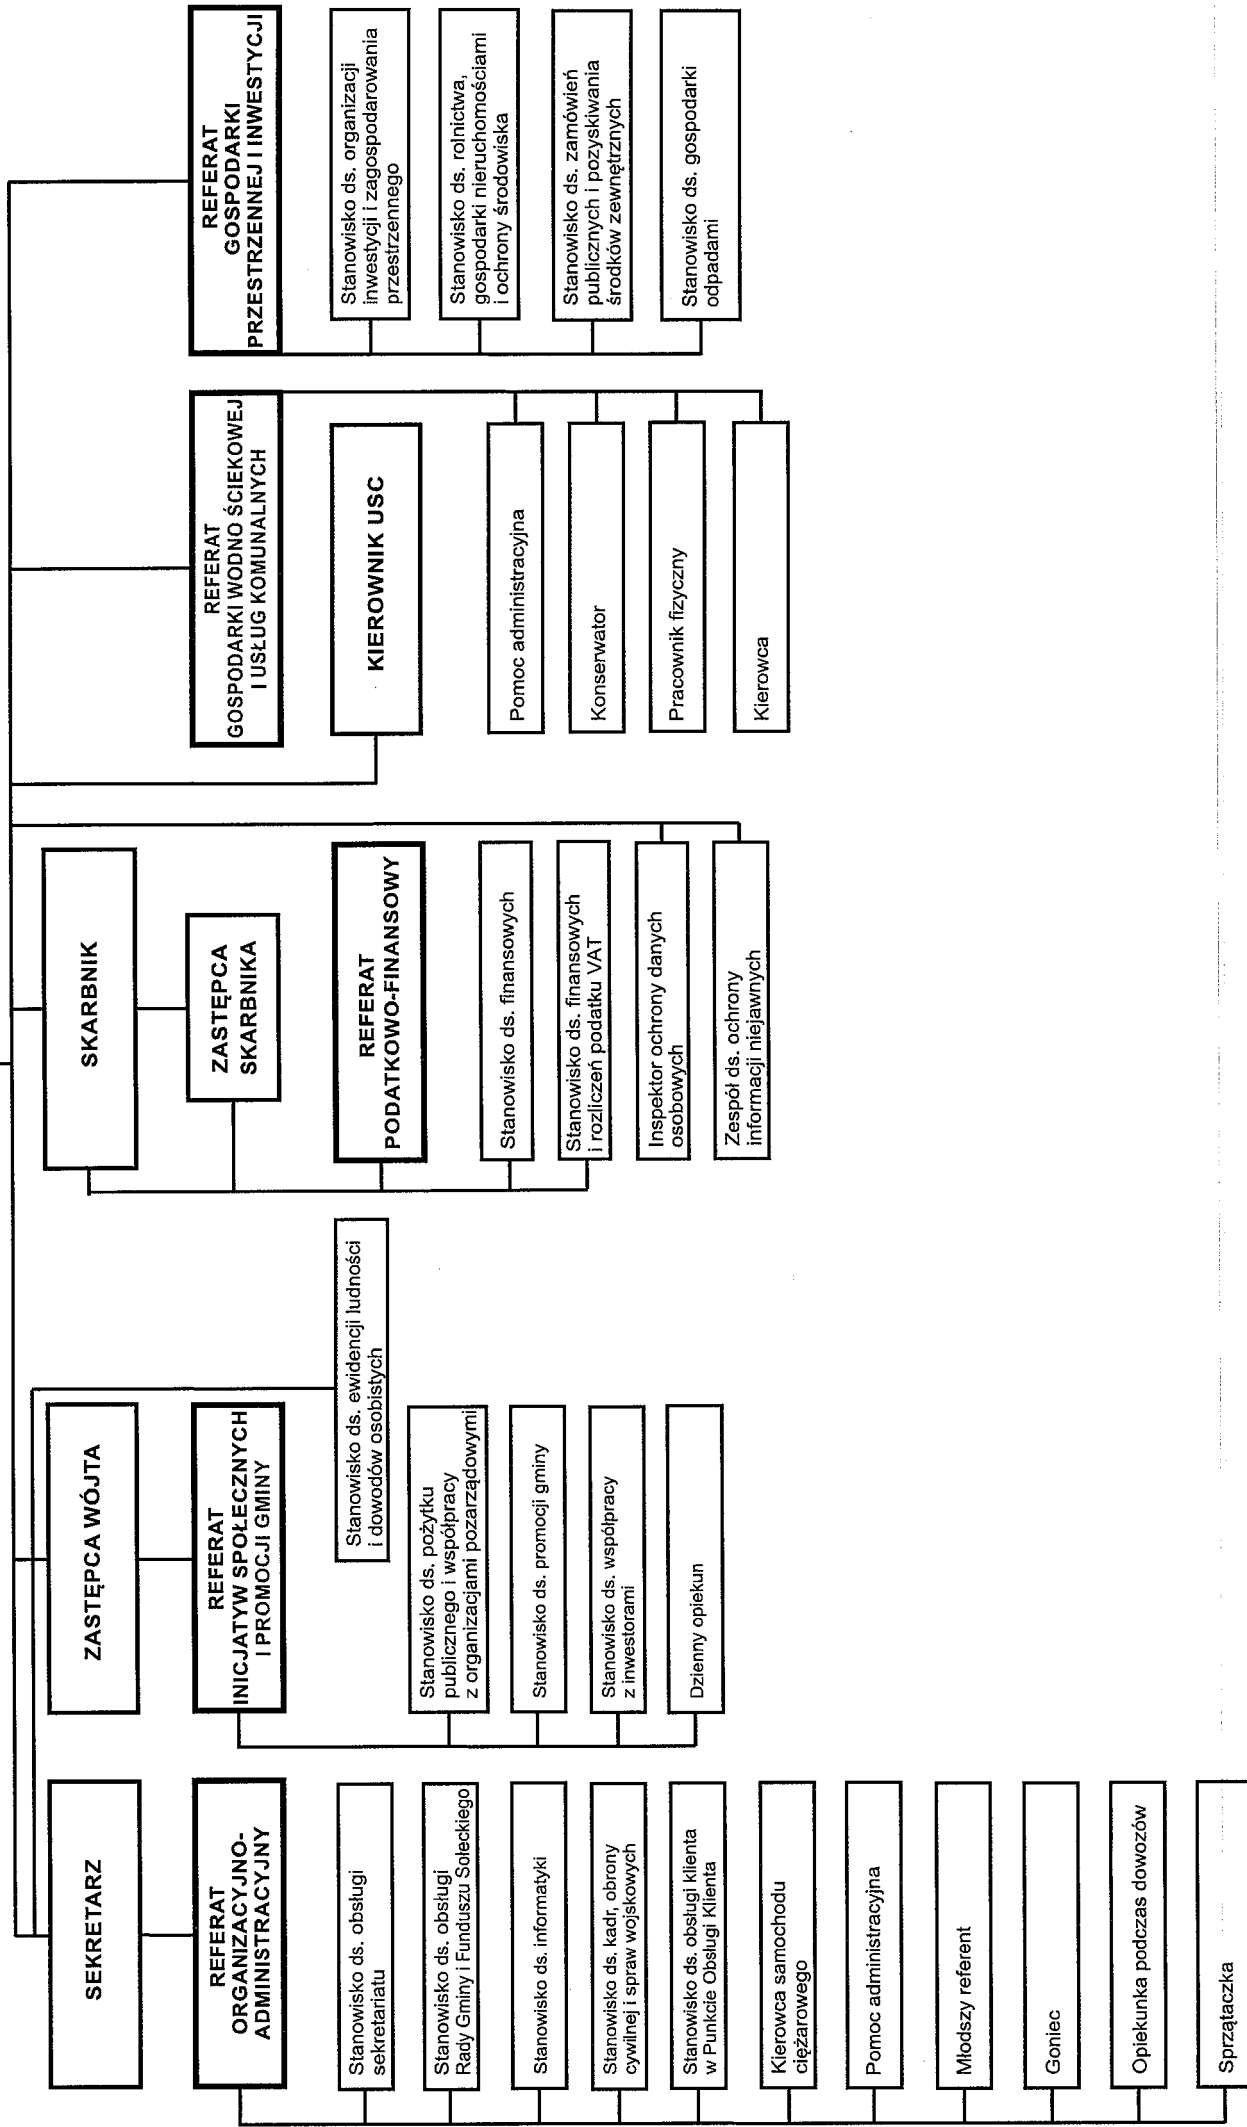 SEKRETARZ
REFERAT
ORGANIZACYJNO-
ADMINISTRACYJNY
Stanowisko ds. obsługi
sekretariatu
Stanowisko ds. obsługi
Rady Gminy i Funduszu Sołeckiego
Stanowisko ds. informatyki
Stanowisko ds. kadr, obrony
cywilnej i spraw wojskowych
Stanowisko ds. obsługi klienta
w Punkcie Obsługi Klienta
Kierowca samochodu
ciężarowego
Pomoc administracyjna
Młodszy referent
Goniec
Opiekunka podczas dowozów
Sprzątaczka
ZASTĘPCA WÓJTA
REFERAT
INICJATYW SPOŁECZNYCH
I PROMOCJI GMINY
Stanowisko ds. ewidencji ludności
i dowodów osobistych
Stanowisko ds. pożytku
publicznego i współpracy
z organizacjami pozarządowymi
Stanowisko ds. promocji gminy
Stanowisko ds. współpracy
z inwestorami
Dzienny opiekun
SKARBNIK
ZASTĘPCA
SKARBNIKA
REFERAT
PODATKOWO-FINANSOWY
Stanowisko ds. finansowych
Stanowisko ds. finansowych
i rozliczeń podatku VAT
Inspektor ochrony danych
osobowych
Zespół ds. ochrony
informacji niejawnych
REFERAT
GOSPODARKI WODNO ŚCIEKOWEJ
I USŁUG KOMUNALNYCH
KIEROWNIK USC
Pomoc administracyjna
Konserwator
Pracownik fizyczny
Kierowca
REFERAT
GOSPODARKI
PRZESTRZENNEJ I INWESTYCJI
Stanowisko ds. organizacji
inwestycji i zagospodarowania
przestrzennego
Stanowisko ds. rolnictwa,
gospodarki nieruchomościami
i ochrony środowiska
Stanowisko ds. zamówień
publicznych i pozyskiwania
środków zewnętrznych
Stanowisko ds. gospodarki
odpadami